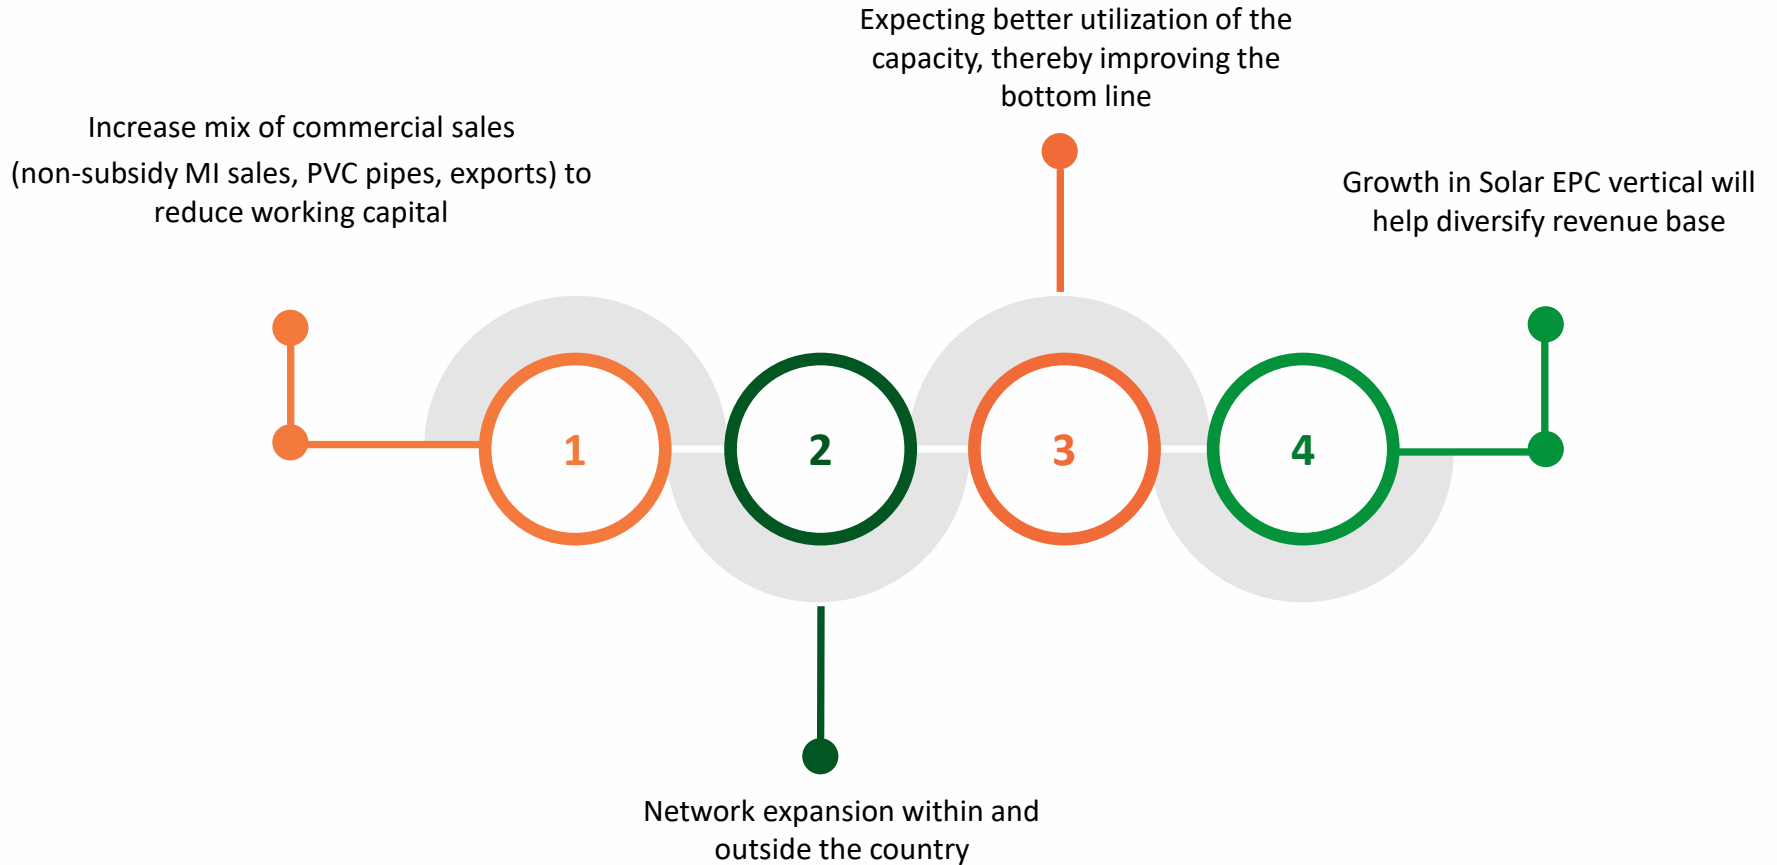 Expecting better utilization of the
capacity, thereby improving the
bottom line
Increase mix of commercial sales
(non-subsidy MI sales, PVC pipes, exports) to
reduce working capital
Growth in Solar EPC vertical will
help diversify revenue base
1
2
3
4
Network expansion within and
outside the country